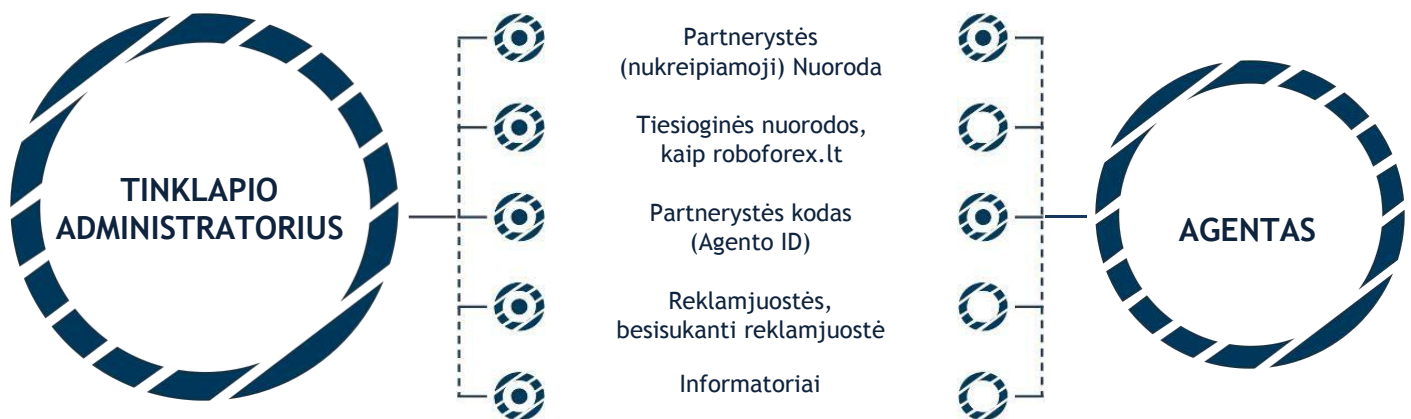 TINKLAPIO
ADMINISTRATORIUS
Partnerystės
(nukreipiamoji) Nuoroda
Tiesioginės nuorodos,
kaip roboforex.lt
Partnerystės kodas
(Agento ID)
Reklamjuostės,
besisukanti reklamjuostė
Informatoriai
AGENTAS